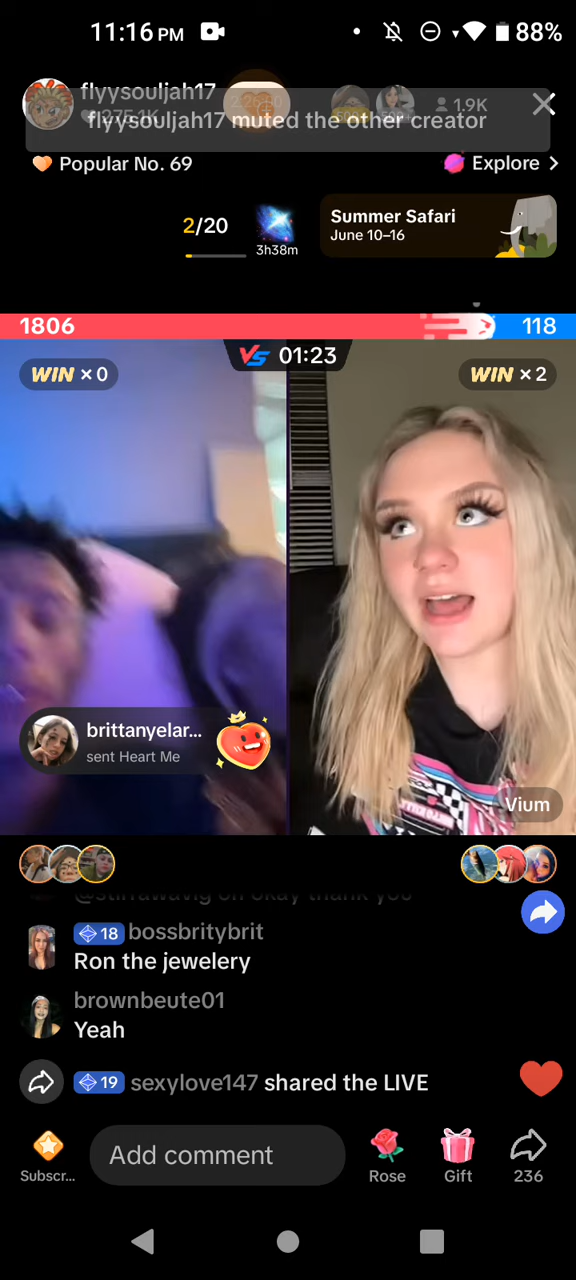 11:16 PM
88%
flyysouljah17
1.9K
flyysouljah17 muted the other creator
Popular No. 69
Explore
2/20
3h38m
Summer Safari
June 10–16
1806
118
VS 01:23
WIN × 0
WIN × 2
brittanyelar...
sent Heart Me
Vium
18 bossbritybrit
Ron the jewelery
brownbeute01
Yeah
19 sexylove147 shared the LIVE
Add comment
Subscr...
Rose
Gift
236